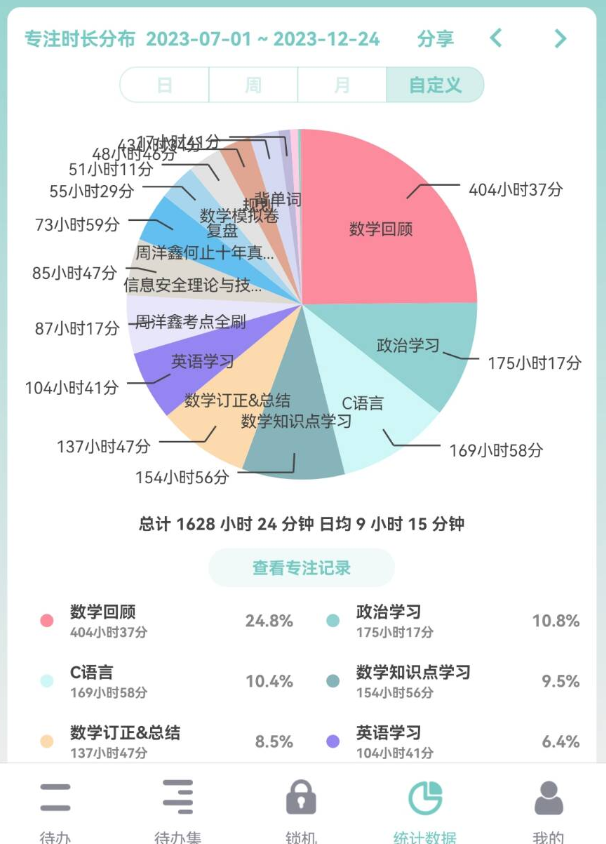 专注时长分布 2023-07-01 ~ 2023-12-24 分享
日 周 月 自定义
17小时41分
48小时46分
51小时11分
55小时29分
73小时59分
85小时47分
87小时17分
104小时41分
137小时47分
154小时56分
404小时37分
175小时17分
169小时58分
背单词
规划
数学模拟卷
复盘
数学回顾
周洋鑫何止十年真...
信息安全理论与技...
周洋鑫考点全刷
政治学习
英语学习
数学订正&总结
C语言
数学知识点学习
总计 1628 小时 24 分钟 日均 9 小时 15 分钟
查看专注记录
数学回顾 24.8% 政治学习 10.8%
404小时37分 175小时17分
C语言 10.4% 数学知识点学习 9.5%
169小时58分 154小时56分
数学订正&总结 8.5% 英语学习 6.4%
137小时47分 104小时41分
待办 待办集 锁机 统计数据 我的